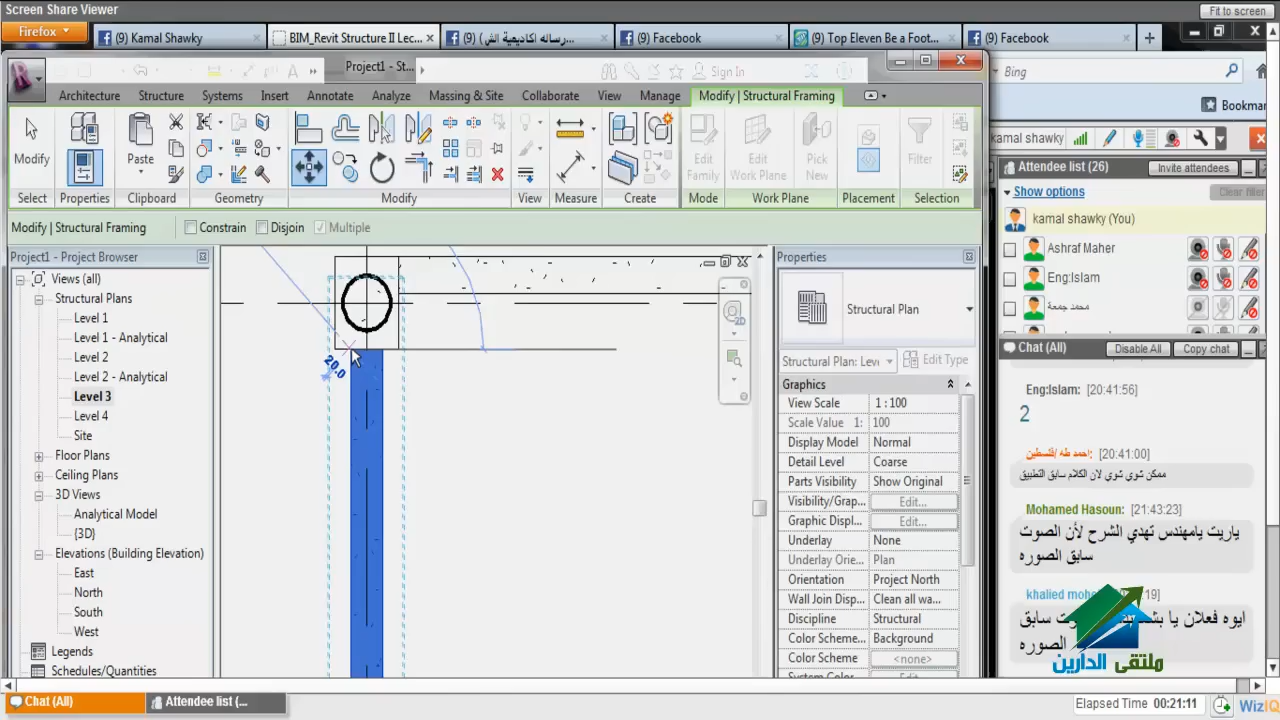 Screen Share Viewer
Fit to screen
Firefox
(9) Kamal Shawky
BIM_Revit Structure II Lec...
(9) رساله اكاديمية الش...
(9) Facebook
(9) Top Eleven Be a Foot...
(9) Facebook
Project1 - St...
Sign In
Bing
Bookmar
Architecture
Structure
Systems
Insert
Annotate
Analyze
Massing & Site
Collaborate
View
Manage
Modify | Structural Framing
Modify
Paste
Edit
Family
Edit
Work Plane
Pick
New
Filter
Select
Properties
Clipboard
Geometry
Modify
View
Measure
Create
Mode
Work Plane
Placement
Selection
Modify | Structural Framing
Constrain
Disjoin
Multiple
Project1 - Project Browser
Views (all)
Structural Plans
Level 1
Level 1 - Analytical
Level 2
Level 2 - Analytical
Level 3
Level 4
Site
Floor Plans
Ceiling Plans
3D Views
Analytical Model
{3D}
Elevations (Building Elevation)
East
North
South
West
Legends
Schedules/Quantities
20.0
2D
Properties
Structural Plan
Structural Plan: Leve
Edit Type
Graphics
View Scale 1 : 100
Scale Value 1: 100
Display Model Normal
Detail Level Coarse
Parts Visibility Show Original
Visibility/Grap... Edit...
Graphic Displ... Edit...
Underlay None
Underlay Orie... Plan
Orientation Project North
Wall Join Disp... Clean all wa...
Discipline Structural
Color Scheme... Background
Color Scheme <none>
kamal shawky
Attendee list (26)
Invite attendees
Show options
Clear filter
kamal shawky (You)
Ashraf Maher
Eng:Islam
محمد جمعة
Chat (All)
Disable All
Copy chat
Eng:Islam: [20:41:56]
2
احمد طه /فلسطين: [20:41:00]
ممكن شوي شوي لان الكلام سابق التطبيق
Mohamed Hasoun: [21:43:23]
ياريت يامهندس تهدي الشرح لأن الصوت
سابق الصوره
khalied moh
:19]
ايوه فعلان يا
ت سابق
الصوره
ملتقى الدارين
Chat (All)
Attendee list (...
Elapsed Time 00:21:11
WizIQ